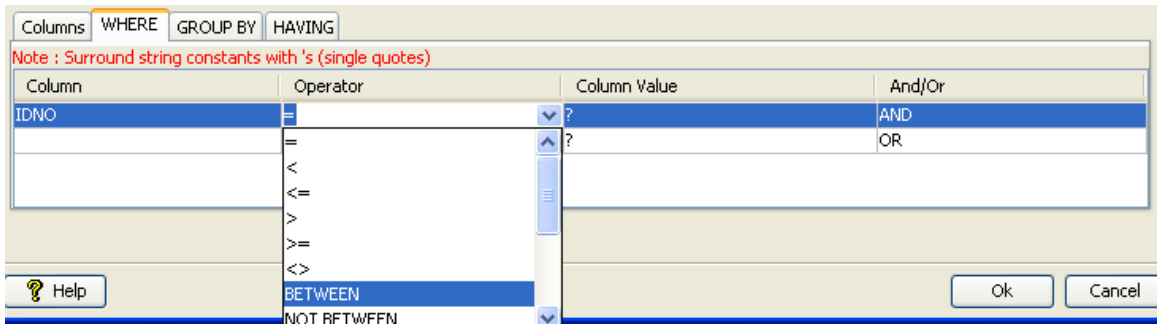 Columns WHERE GROUP BY HAVING
Note : Surround string constants with 's (single quotes)
Column Operator Column Value And/Or
IDNO = ? AND
= ? OR
<
<=
>
>=
<>
BETWEEN
NOT BETWEEN
? Help Ok Cancel